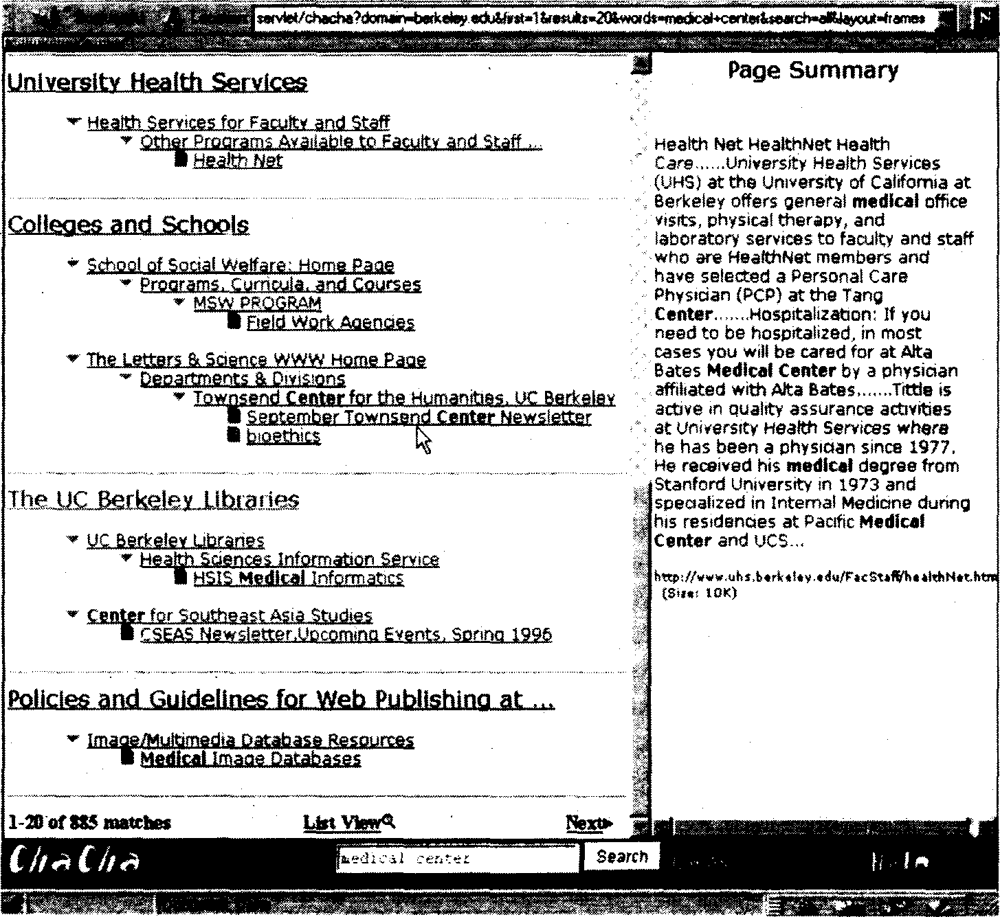 servlet/chacha?domain=berkeley.edu&first=1&results=20&words=medical+center&search=all&layout=frames
University Health Services
Health Services for Faculty and Staff
Other Programs Available to Faculty and Staff ...
Health Net
Colleges and Schools
School of Social Welfare: Home Page
Programs, Curricula, and Courses
MSW PROGRAM
Field Work Agencies
The Letters & Science WWW Home Page
Departments & Divisions
Townsend Center for the Humanities, UC Berkeley
September Townsend Center Newsletter
bioethics
The UC Berkeley Libraries
UC Berkeley Libraries
Health Sciences Information Service
HSIS Medical Informatics
Center for Southeast Asia Studies
CSEAS Newsletter,Upcoming Events, Spring 1996
Policies and Guidelines for Web Publishing at ...
Image/Multimedia Database Resources
Medical Image Databases
1-20 of 885 matches
List View
Next
Page Summary
Health Net HealthNet Health
Care......University Health Services
(UHS) at the University of California at
Berkeley offers general medical office
visits, physical therapy, and
laboratory services to faculty and staff
who are HealthNet members and
have selected a Personal Care
Physician (PCP) at the Tang
Center.......Hospitalization: If you
need to be hospitalized, in most
cases you will be cared for at Alta
Bates Medical Center by a physician
affiliated with Alta Bates.......Tittle is
active in quality assurance activities
at University Health Services where
he has been a physician since 1977.
He received his medical degree from
Stanford University in 1973 and
specialized in Internal Medicine during
his residencies at Pacific Medical
Center and UCS...
http://www.uhs.berkeley.edu/FacStaff/healthNet.htm
(Size: 10K)
ChaCha
medical center
Search
Help